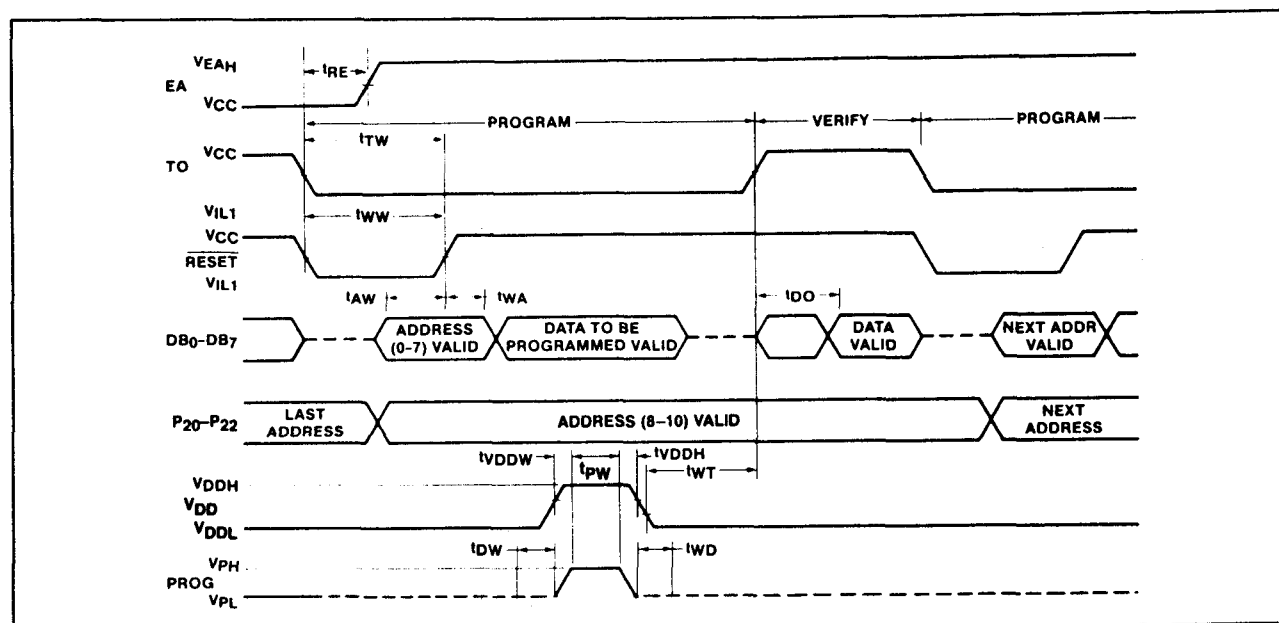 VEAH
tRE
EA
VCC
PROGRAM
VERIFY
PROGRAM
tTW
VCC
TO
VIL1
tWW
VCC
RESET
VIL1
tAW
tWA
tDO
DB0-DB7
ADDRESS
(0-7) VALID
DATA TO BE
PROGRAMMED VALID
DATA
VALID
NEXT ADDR
VALID
P20-P22
LAST
ADDRESS
ADDRESS (8-10) VALID
NEXT
ADDRESS
tVDDW
tPW
tVDDH
tWT
VDDH
VDD
VDDL
tDW
tWD
VPH
PROG
VPL